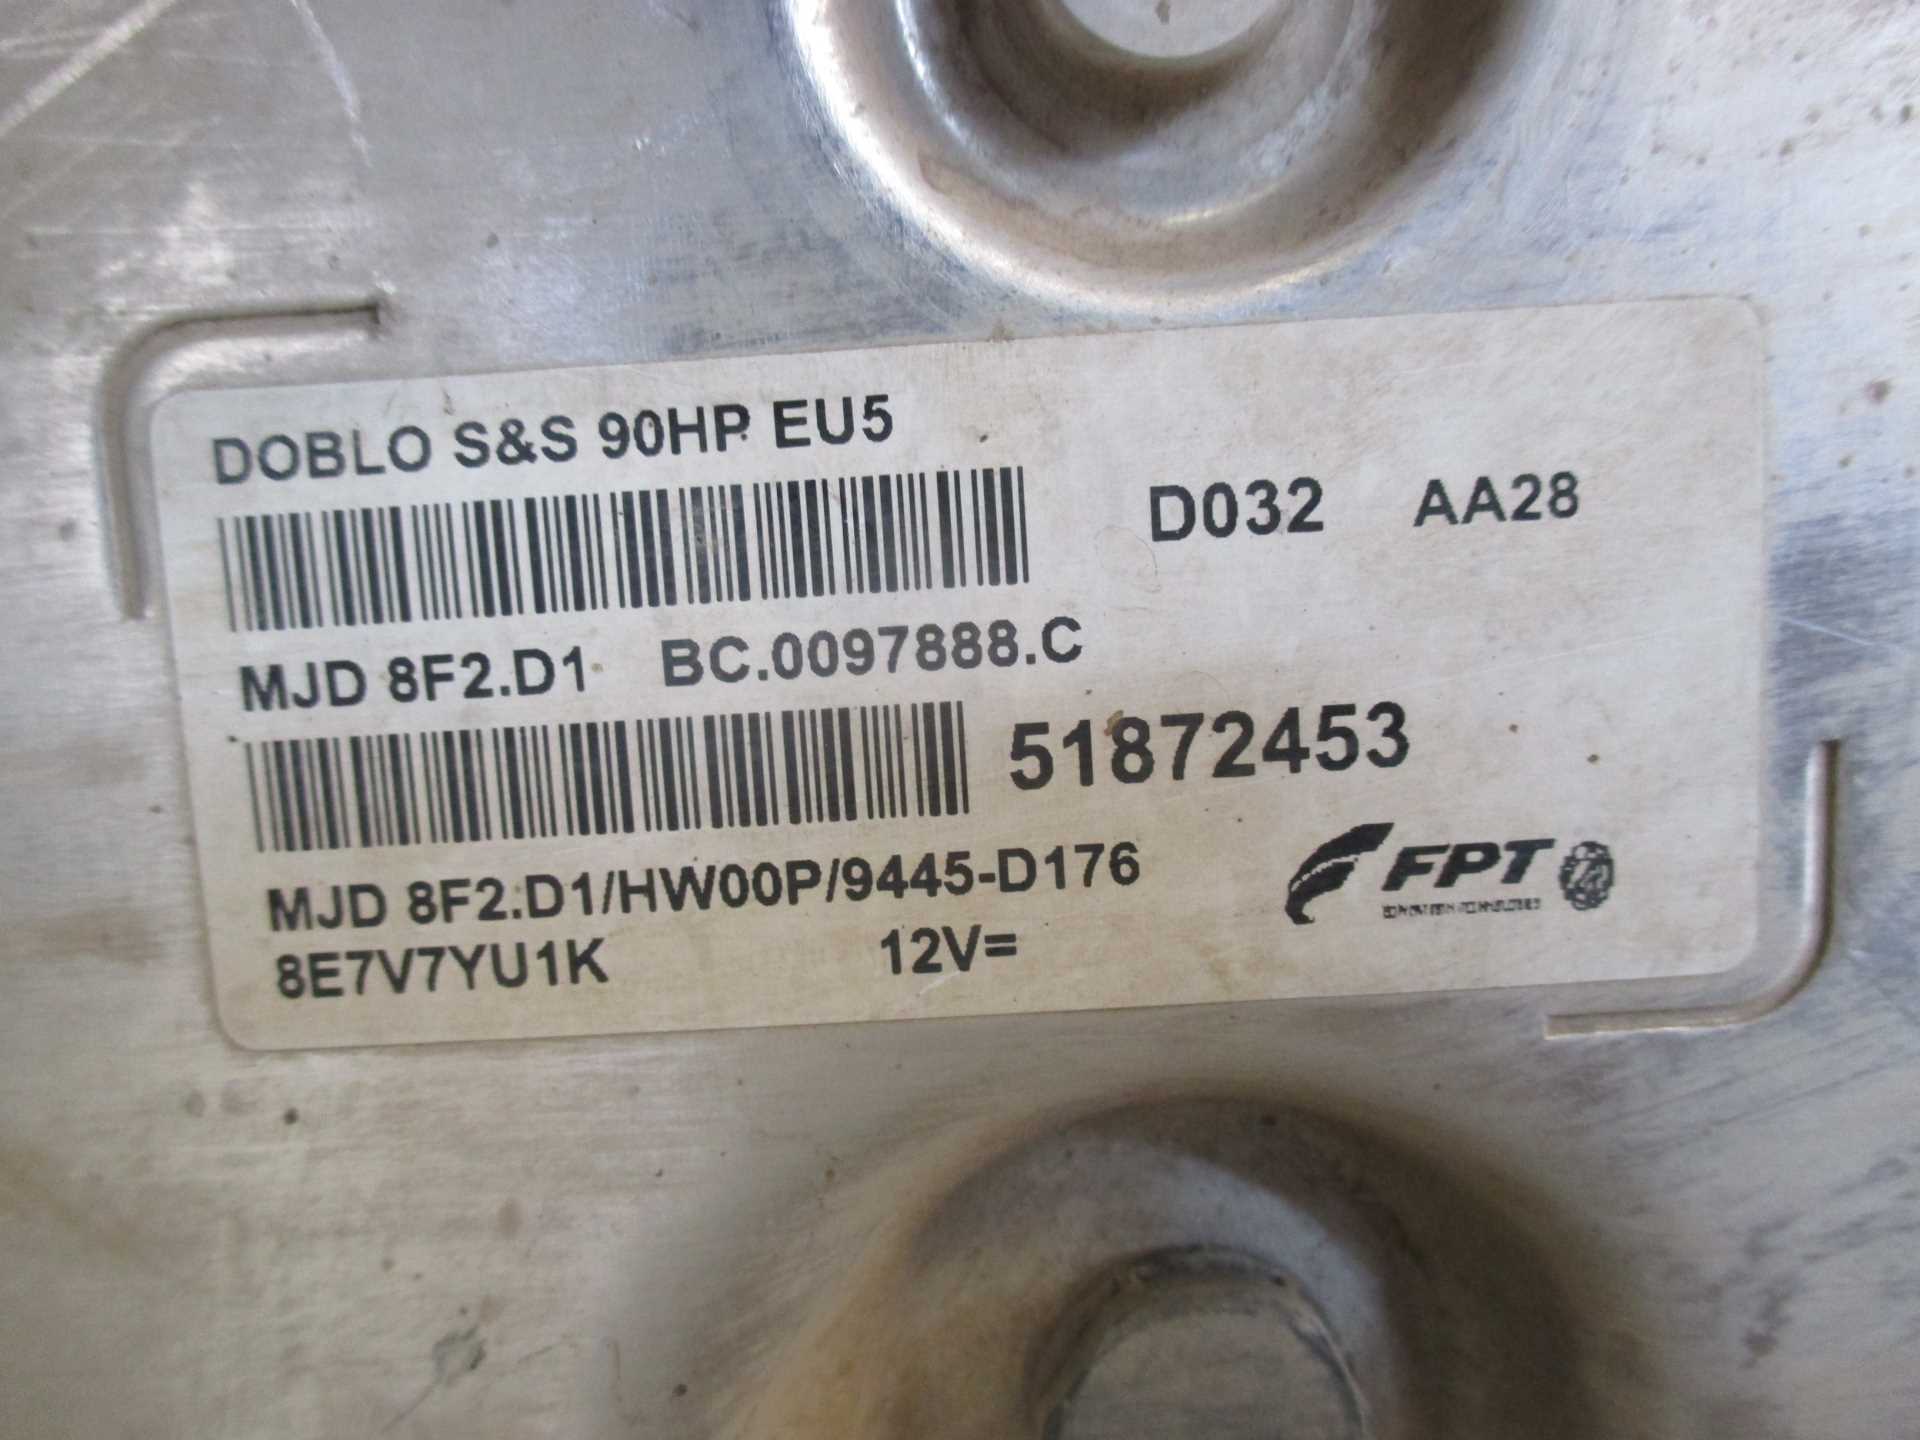 DOBLO S&S 90HP EU5
D032 AA28
MJD 8F2.D1 BC.0097888.C
51872453
MJD 8F2.D1/HW00P/9445-D176
FPT
8E7V7YU1K 12V=